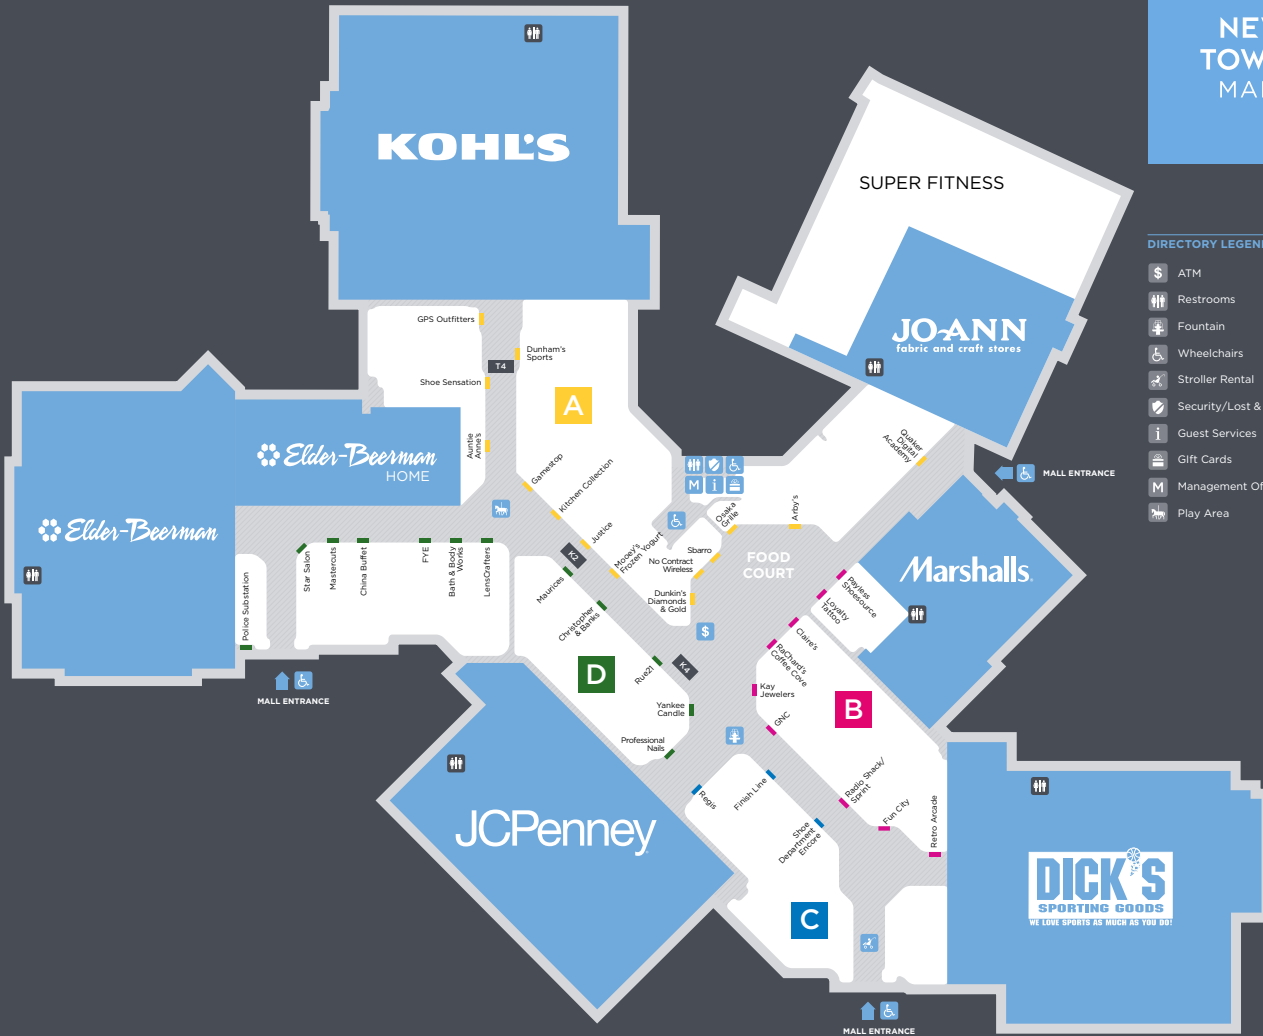 NE
TOW
MA
KOHL'S
SUPER FITNESS
JO-ANN
fabric and craft stores
DIRECTORY LEGEND
$ ATM
Restrooms
Fountain
Wheelchairs
Stroller Rental
Security/Lost &
i Guest Services
Gift Cards
M Management Of
Play Area
GPS Outfitters
Dunham's
Sports
T4
Shoe Sensation
A
Auntie
Anne's
Elder-Beerman
HOME
Elder-Beerman
Gamestop
Kitchen Collection
Justice
Mooey's
Frozen Yogurt
M
i
Osaka
Grille
Arby's
Quaker
Digital
Academy
MALL ENTRANCE
Sbarro
No Contract
Wireless
Dunkin's
Diamonds
& Gold
FOOD
COURT
Marshalls
Payless
Shoesource
Loyalty
Tattoo
Claire's
RaChard's
Coffee Cove
Kay
Jewelers
GNC
B
Radio Shack/
Sprint
Fun City
Retro Arcade
Police Substation
Star Salon
Mastercuts
China Buffet
FYE
Bath & Body
Works
LensCrafters
MALL ENTRANCE
K2
Maurices
Christopher
& Banks
D
Rue21
K4
$
Yankee
Candle
Professional
Nails
JCPenney
Regis
Finish Line
Shoe
Department
Encore
C
DICK'S
SPORTING GOODS
WE LOVE SPORTS AS MUCH AS YOU DO!
MALL ENTRANCE